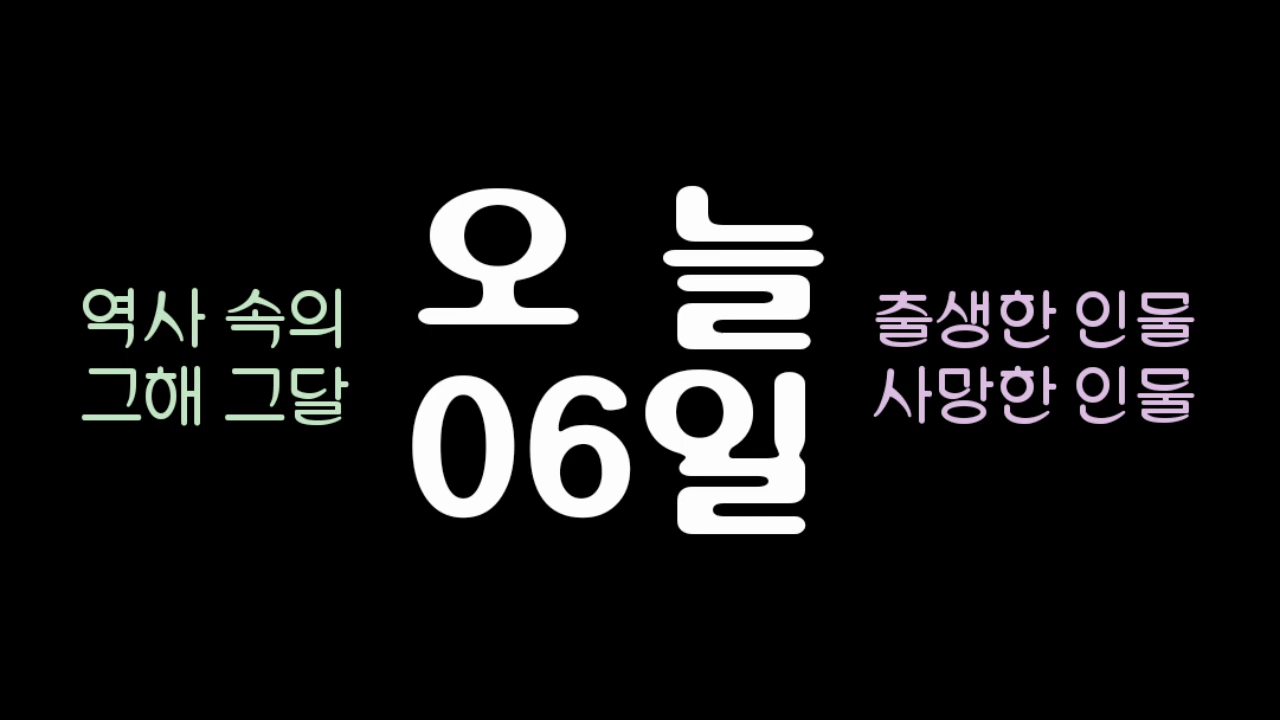 역사 속의
그해 그달
오 늘
06일
출생한 인물
사망한 인물